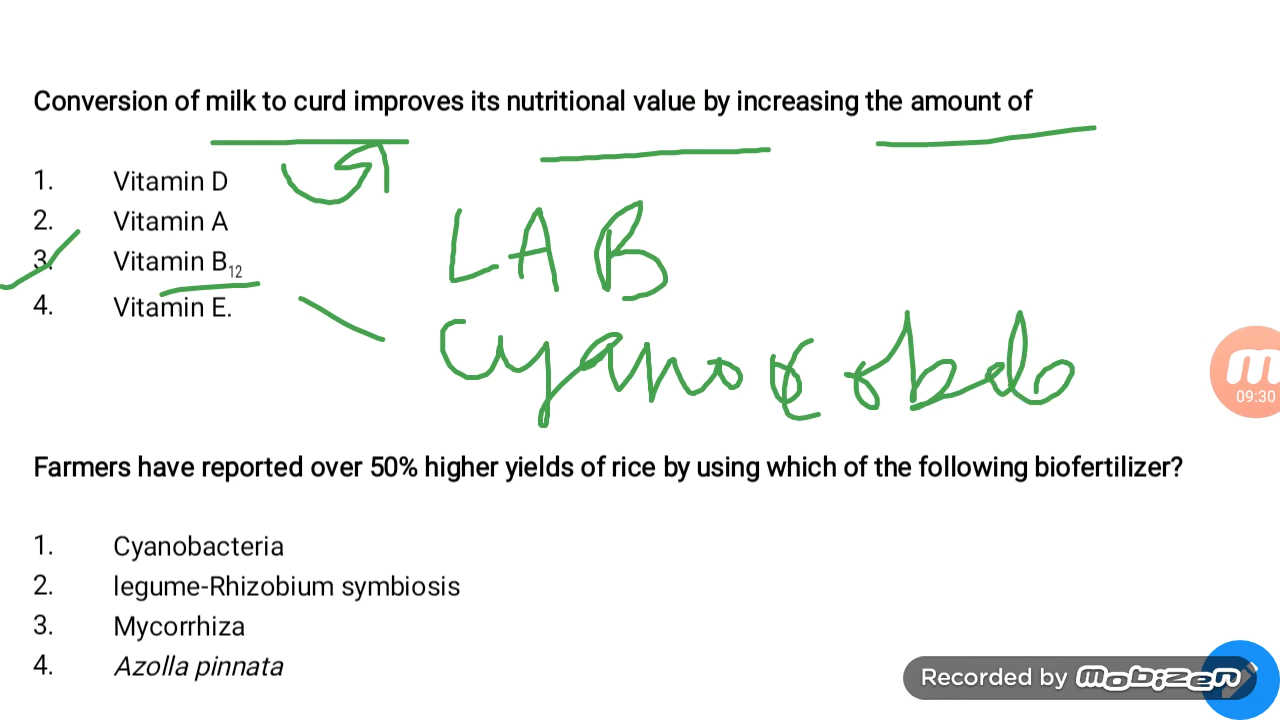 Conversion of milk to curd improves its nutritional value by increasing the amount of
1. Vitamin D
2. Vitamin A
LAB
3. Vitamin B₁₂
4. Vitamin E.
cyano
09:30
Farmers have reported over 50% higher yields of rice by using which of the following biofertilizer?
1. Cyanobacteria
2. legume-Rhizobium symbiosis
3. Mycorrhiza
4. Azolla pinnata
Recorded by mobizen